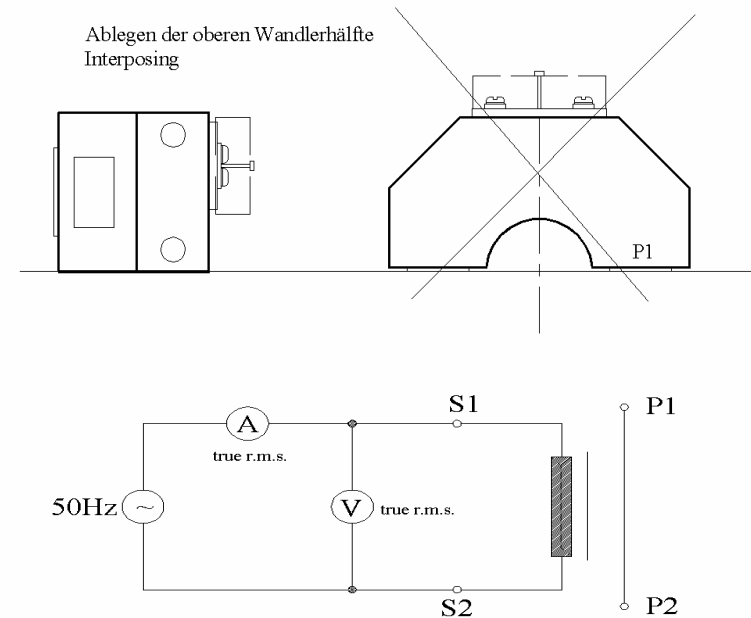 Ablegen der oberen Wandlerhälfte
Interposing
P1
S1
P1
A
true r.m.s.
50Hz
~
V
true r.m.s.
S2
P2